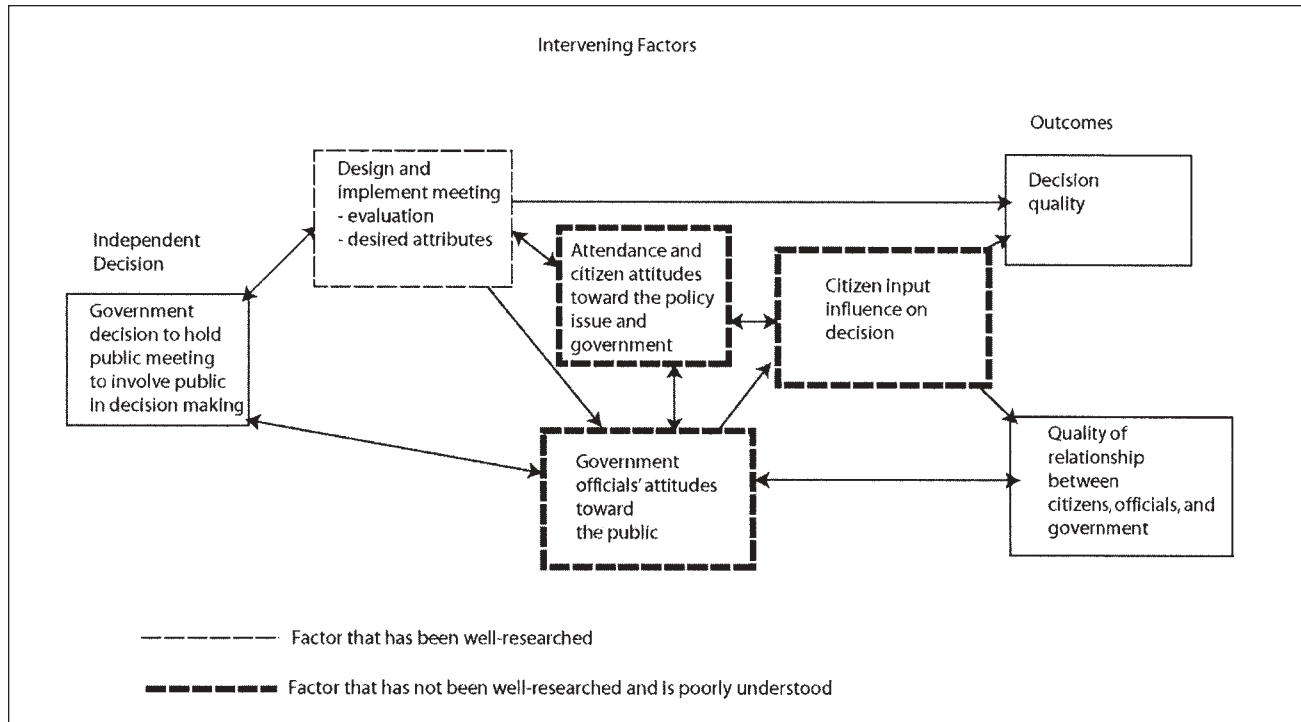 Intervening Factors
Outcomes
Design and
implement meeting
- evaluation
- desired attributes
Decision
quality
Independent
Decision
Attendance and
citizen attitudes
toward the policy
issue and
government
Citizen input
influence on
decision
Government
decision to hold
public meeting
to involve public
in decision making
Government
officials' attitudes
toward
the public
Quality of
relationship
between
citizens, officials, and
government
Factor that has been well-researched
Factor that has not been well-researched and is poorly understood